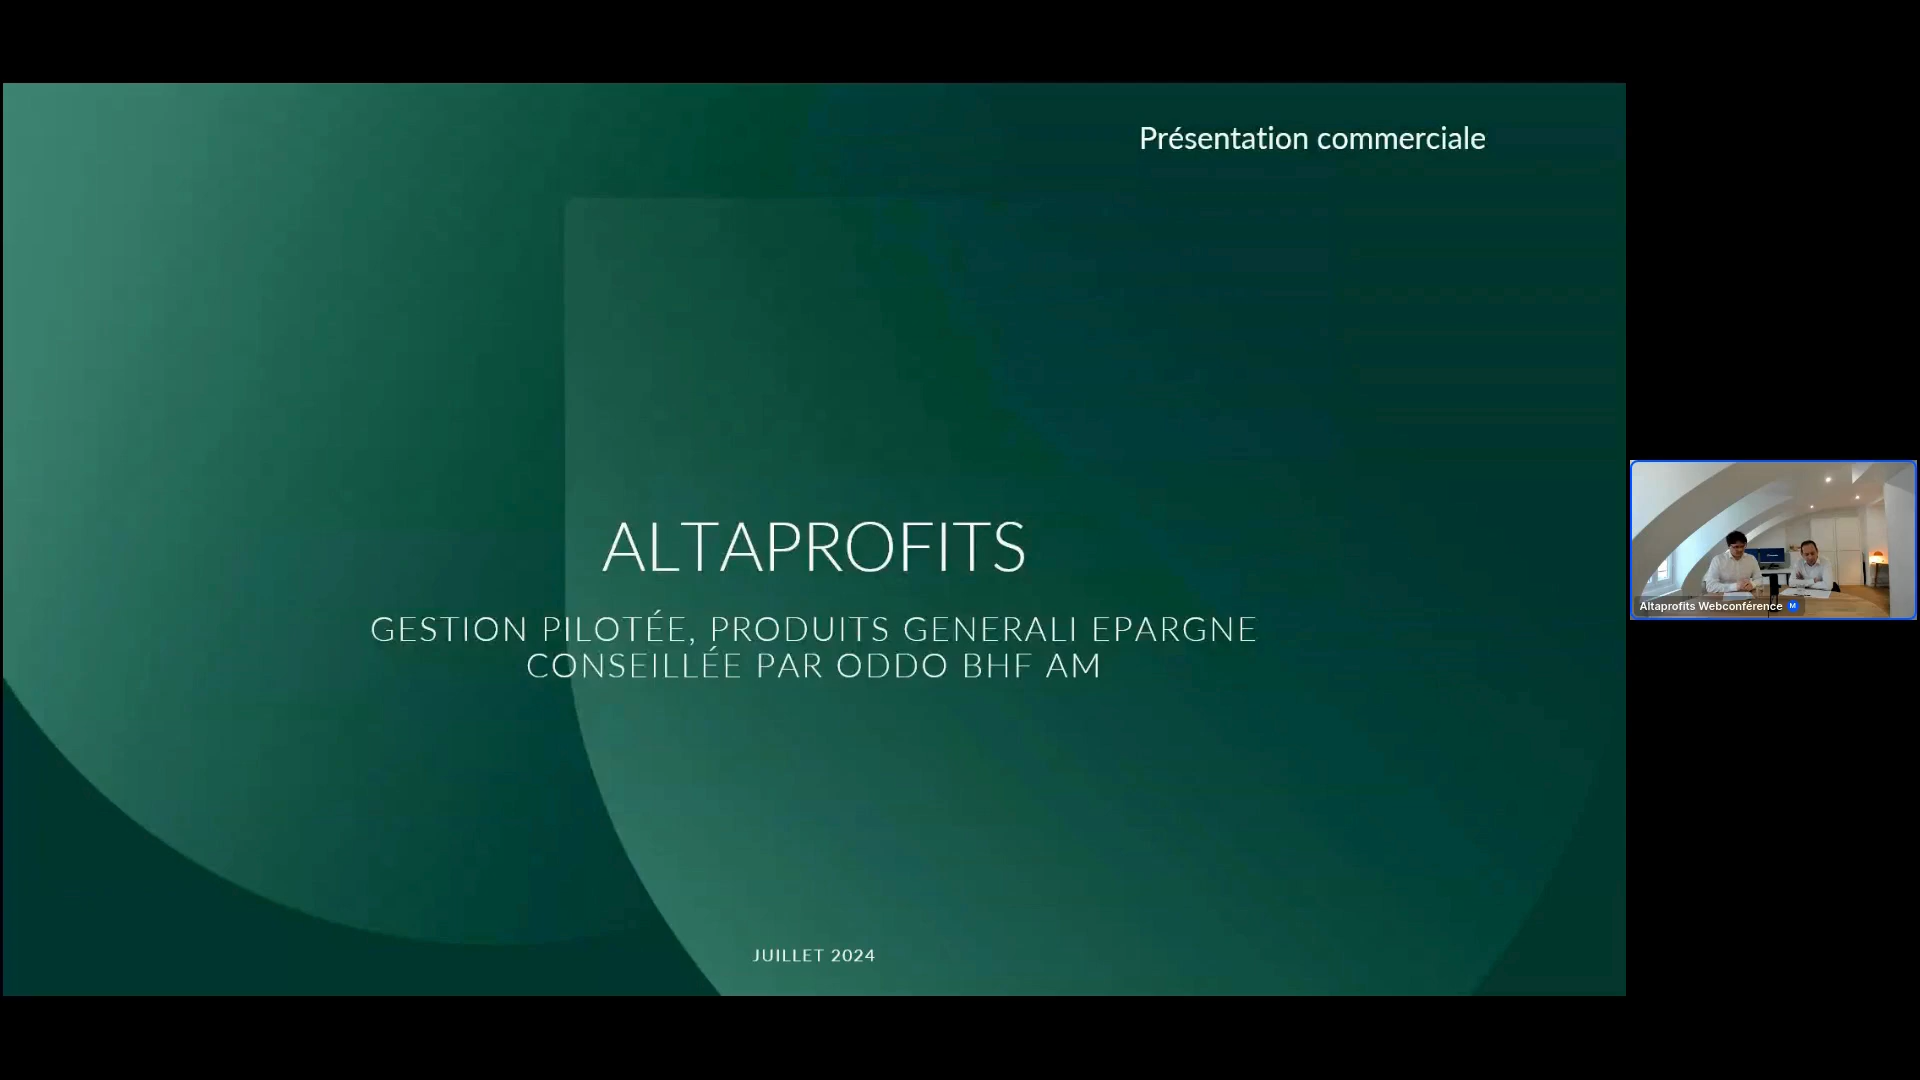 Présentation commerciale
ALTAPROFITS
GESTION PILOTÉE, PRODUITS GENERALI EPARGNE
CONSEILLÉE PAR ODDO BHF AM
JUILLET 2024
Altaprofits Webconférence M